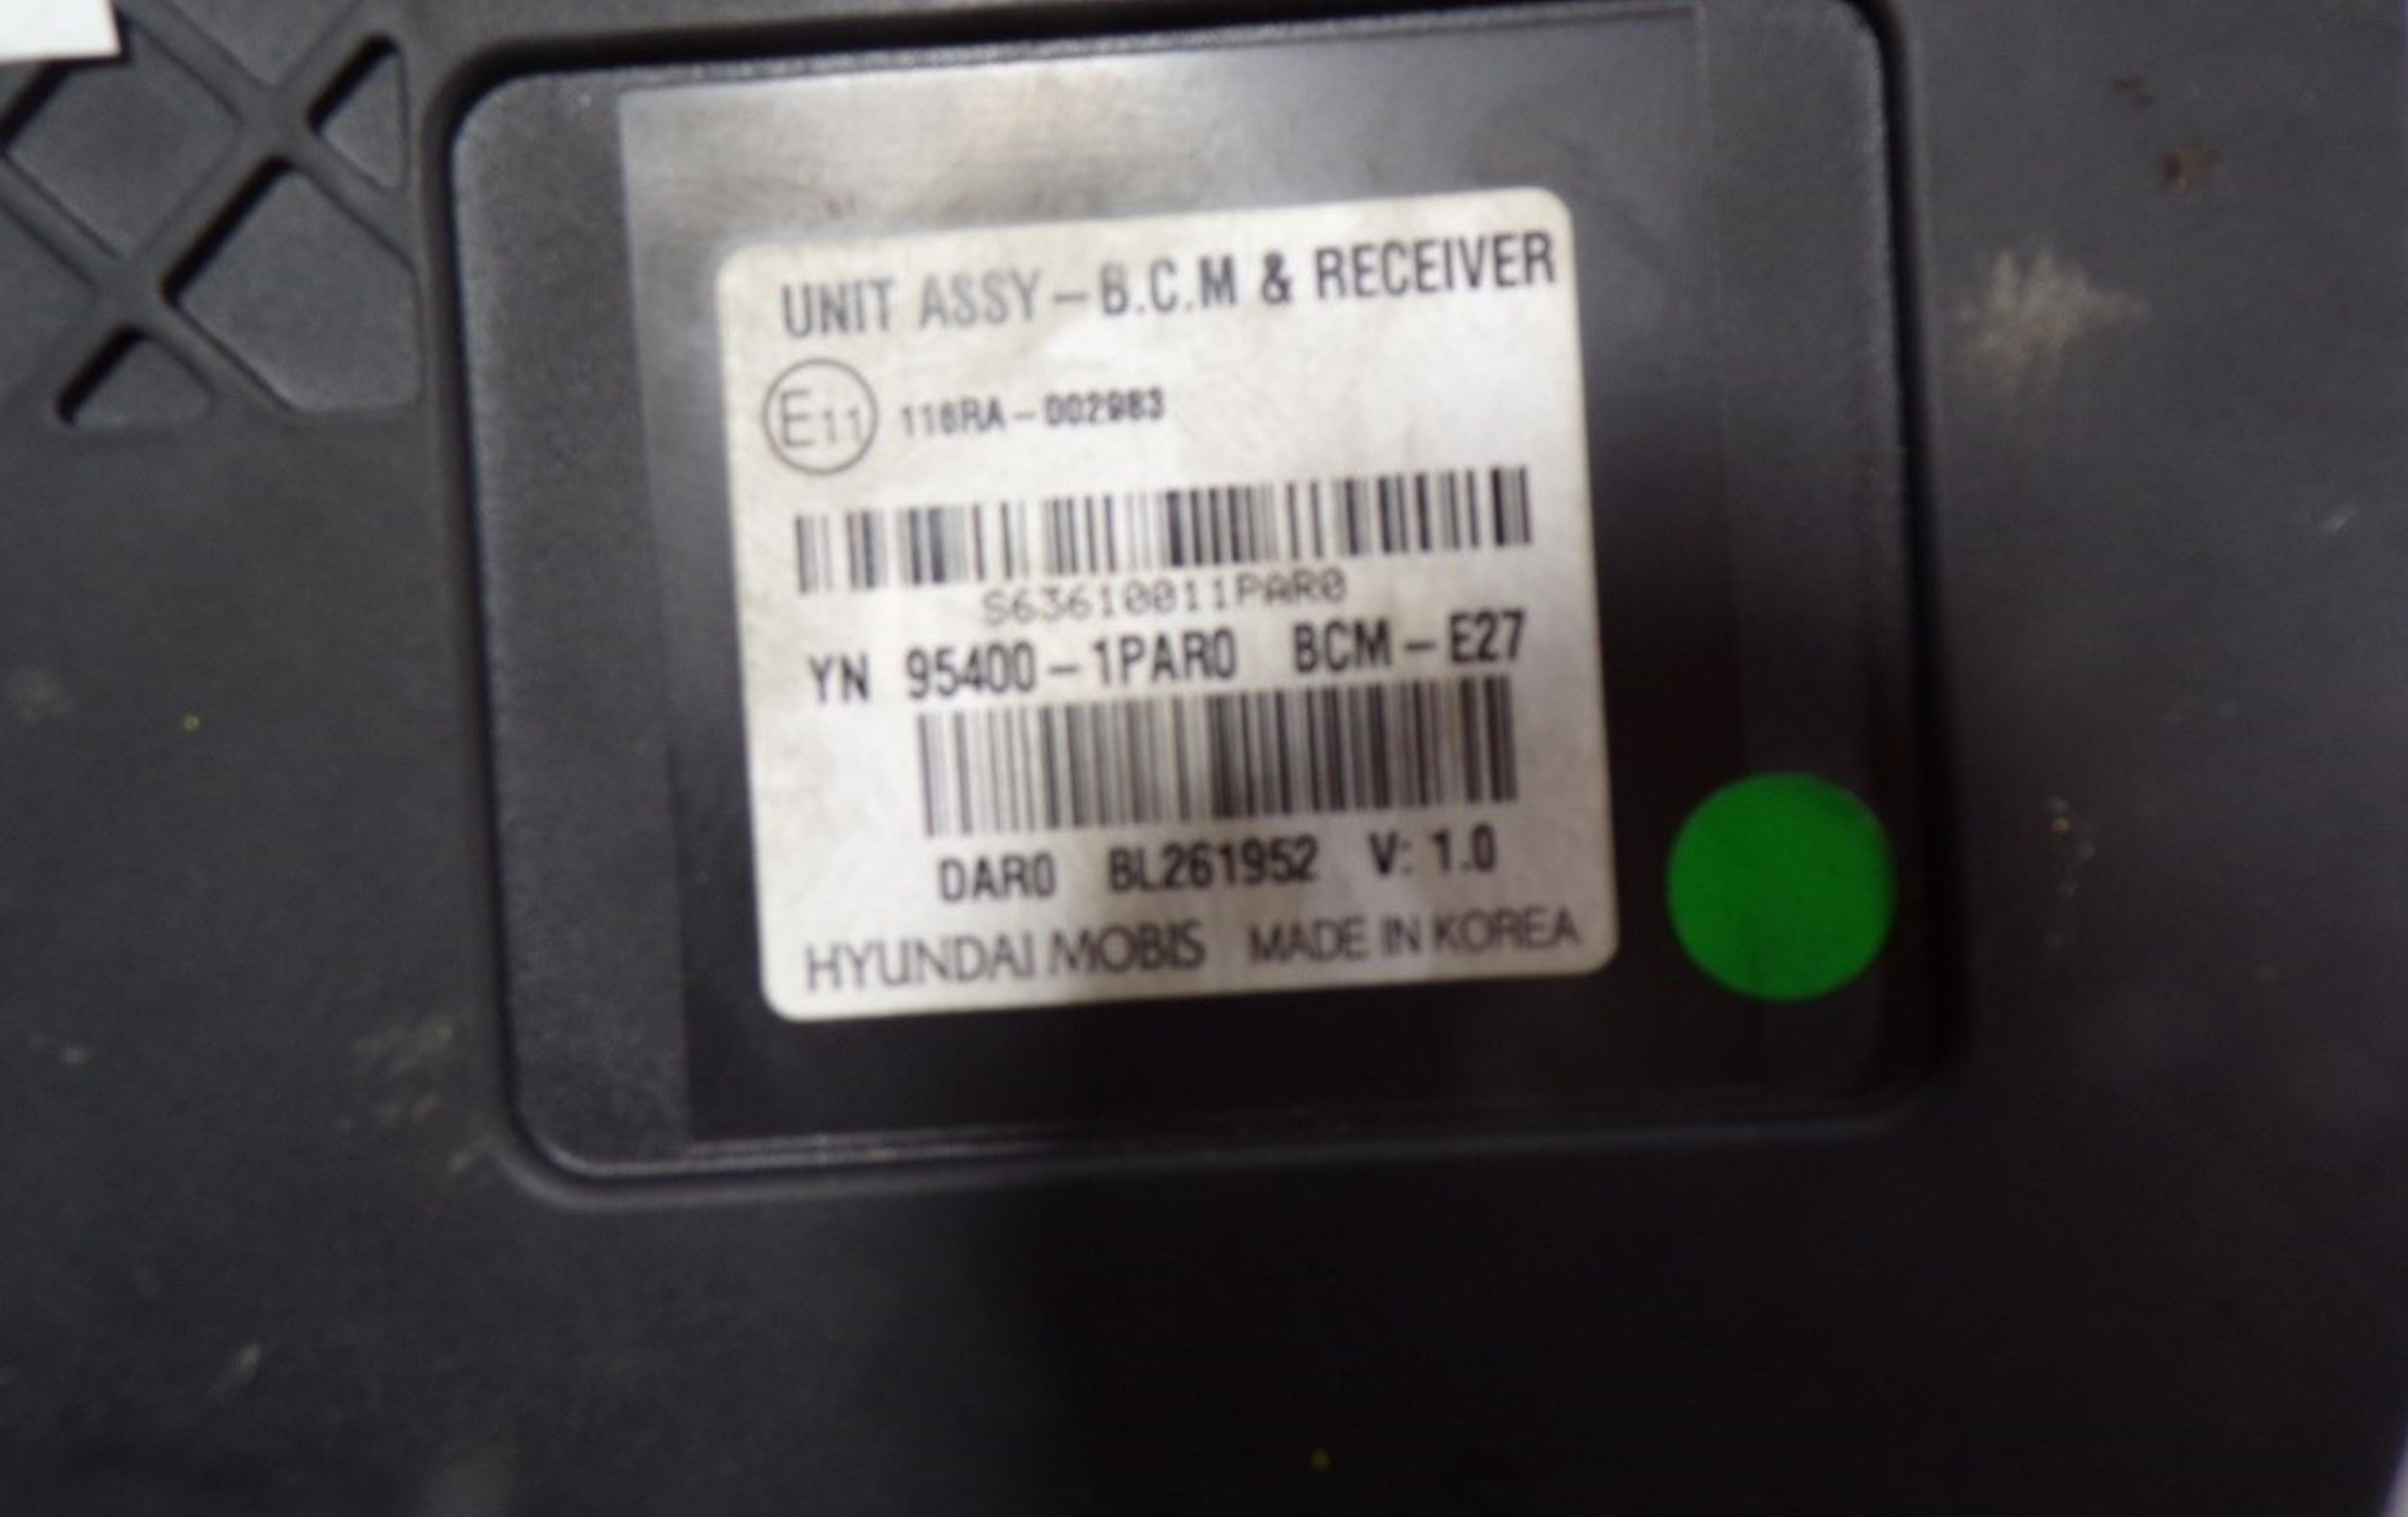 UNIT ASSY – B.C.M & RECEIVER
E11 116RA – 002983
S63610011PAR0
YN 95400 – 1PAR0 BCM – E27
DAR0 BL261952 V: 1.0
HYUNDAI MOBIS MADE IN KOREA